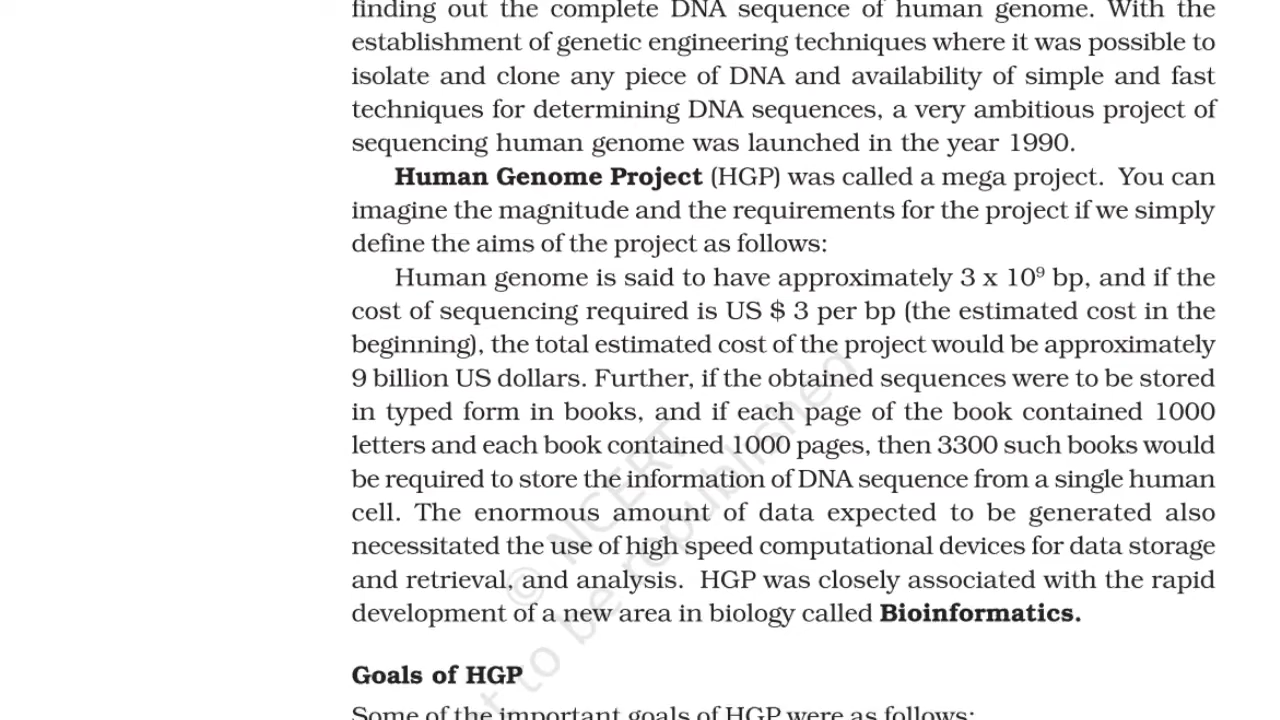 finding out the complete DNA sequence of human genome. With the
establishment of genetic engineering techniques where it was possible to
isolate and clone any piece of DNA and availability of simple and fast
techniques for determining DNA sequences, a very ambitious project of
sequencing human genome was launched in the year 1990.
Human Genome Project (HGP) was called a mega project. You can
imagine the magnitude and the requirements for the project if we simply
define the aims of the project as follows:
Human genome is said to have approximately 3 x 10⁹ bp, and if the
cost of sequencing required is US $ 3 per bp (the estimated cost in the
beginning), the total estimated cost of the project would be approximately
9 billion US dollars. Further, if the obtained sequences were to be stored
in typed form in books, and if each page of the book contained 1000
letters and each book contained 1000 pages, then 3300 such books would
be required to store the information of DNA sequence from a single human
cell. The enormous amount of data expected to be generated also
necessitated the use of high speed computational devices for data storage
and retrieval, and analysis. HGP was closely associated with the rapid
development of a new area in biology called Bioinformatics.
Goals of HGP
Some of the important goals of HGP were as follows:
© NCERT
to be republished